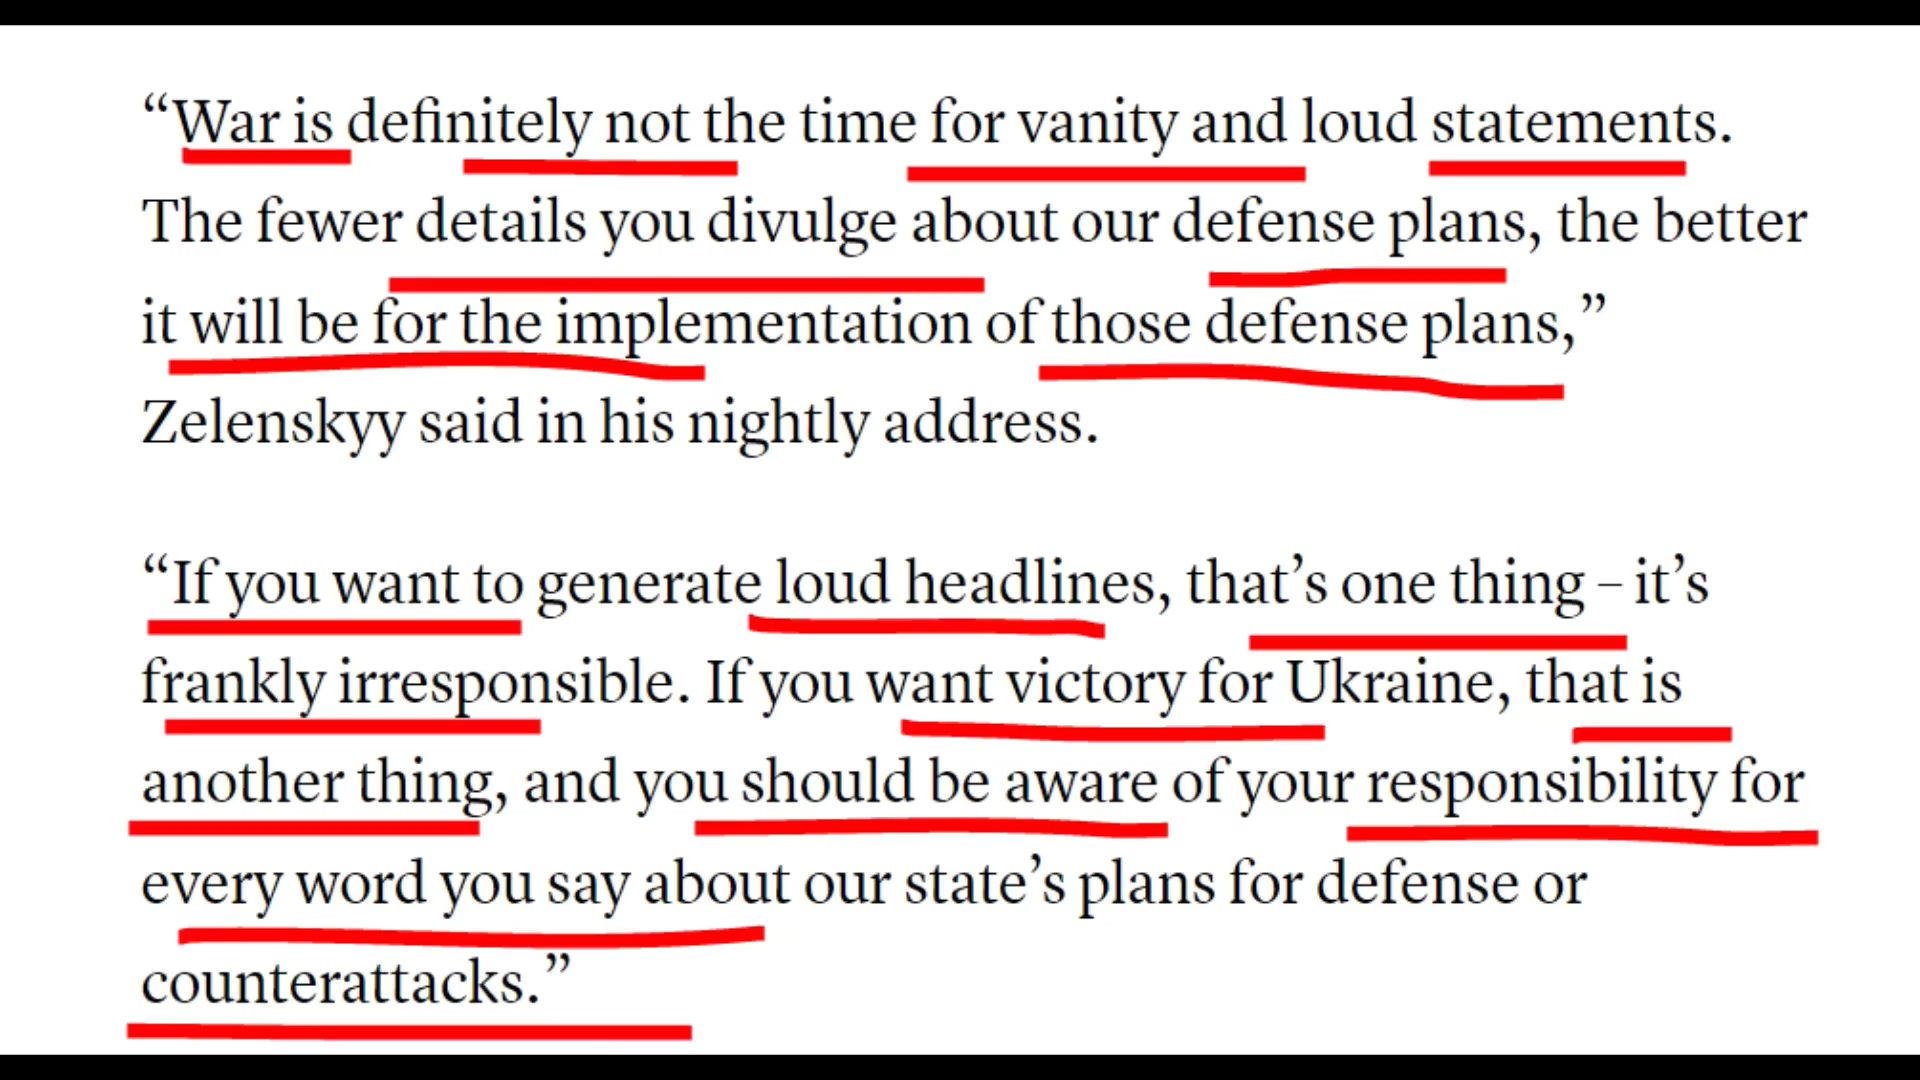 “War is definitely not the time for vanity and loud statements.
The fewer details you divulge about our defense plans, the better
it will be for the implementation of those defense plans,”
Zelenskyy said in his nightly address.
“If you want to generate loud headlines, that’s one thing – it’s
frankly irresponsible. If you want victory for Ukraine, that is
another thing, and you should be aware of your responsibility for
every word you say about our state’s plans for defense or
counterattacks.”